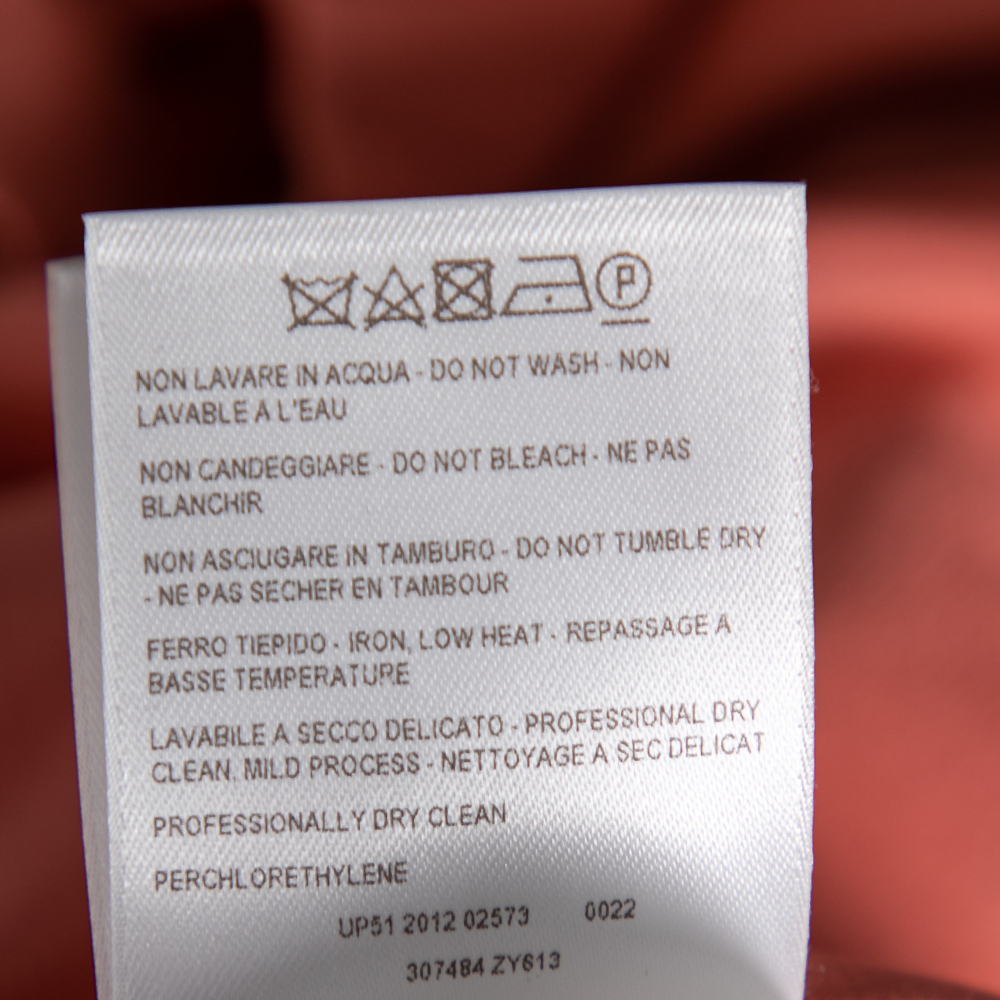 P
NON LAVARE IN ACQUA - DO NOT WASH - NON
LAVABLE A L'EAU
NON CANDEGGIARE - DO NOT BLEACH - NE PAS
BLANCHIR
NON ASCIUGARE IN TAMBURO - DO NOT TUMBLE DRY
- NE PAS SECHER EN TAMBOUR
FERRO TIEPIDO - IRON, LOW HEAT - REPASSAGE A
BASSE TEMPERATURE
LAVABILE A SECCO DELICATO - PROFESSIONAL DRY
CLEAN. MILD PROCESS - NETTOYAGE A SEC DELICAT
PROFESSIONALLY DRY CLEAN
PERCHLORETHYLENE
UP51 2012 02573 0022
307484 ZY613